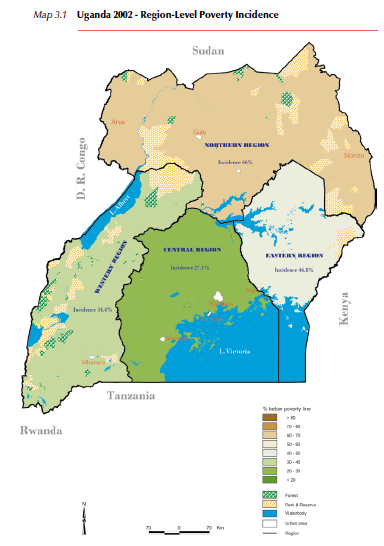 Map 3.1 Uganda 2002 - Region-Level Poverty Incidence
Sudan
Arua
Gulu
NORTHERN REGION
Incidence 66%
Moroto
D. R. Congo
L.Albert
CENTRAL REGION
Incidence 27,1%
EASTERN REGION
Incidence 46,8%
WESTERN REGION
Incidence 34,4%
Kenya
L.Victoria
Mbarara
Tanzania
Rwanda
% below poverty line
> 80
70 - 80
60 - 70
50 - 60
40 - 50
30 - 40
20 - 30
< 20
Forest
Park & Reserve
Waterbody
Urban area
Region
N
70 0 70 Km